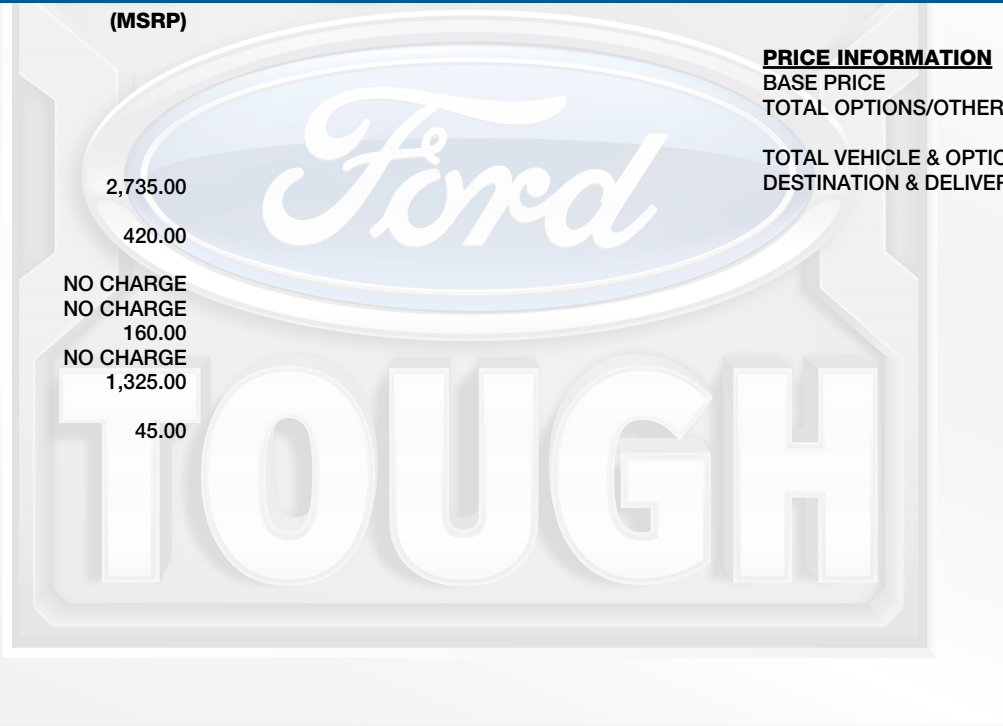 (MSRP)
2,735.00
420.00
NO CHARGE
NO CHARGE
160.00
NO CHARGE
1,325.00
45.00
PRICE INFORMATION
BASE PRICE
TOTAL OPTIONS/OTHER
TOTAL VEHICLE & OPTIO
DESTINATION & DELIVER
Ford
TOUGH